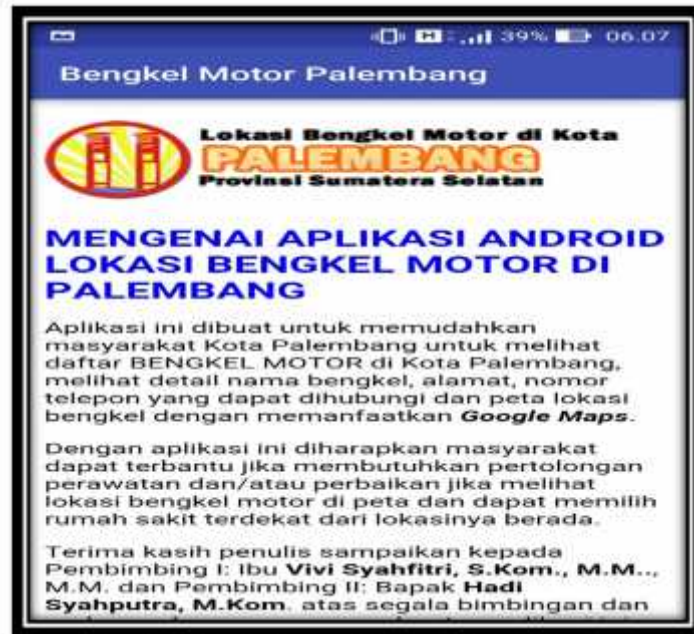 39% 06.07
Bengkel Motor Palembang
Lokasi Bengkel Motor di Kota
PALEMBANG
Provinsi Sumatera Selatan
MENGENAI APLIKASI ANDROID
LOKASI BENGKEL MOTOR DI
PALEMBANG
Aplikasi ini dibuat untuk memudahkan
masyarakat Kota Palembang untuk melihat
daftar BENGKEL MOTOR di Kota Palembang,
melihat detail nama bengkel, alamat, nomor
telepon yang dapat dihubungi dan peta lokasi
bengkel dengan memanfaatkan Google Maps.
Dengan aplikasi ini diharapkan masyarakat
dapat terbantu jika membutuhkan pertolongan
perawatan dan/atau perbaikan jika melihat
lokasi bengkel motor di peta dan dapat memilih
rumah sakit terdekat dari lokasinya berada.
Terima kasih penulis sampaikan kepada
Pembimbing I: Ibu Vivi Syahfitri, S.Kom., M.M..,
M.M. dan Pembimbing II: Bapak Hadi
Syahputra, M.Kom. atas segala bimbingan dan